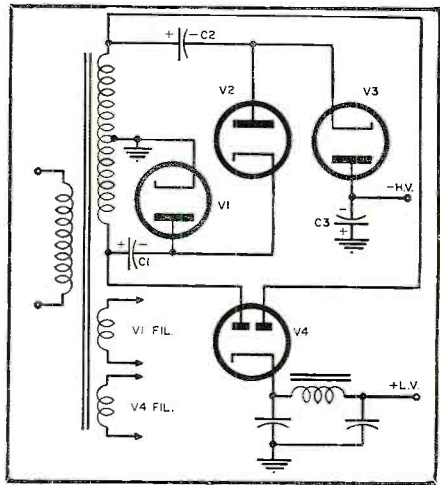 + - C2
V2
V3
V1
-H.V.
-
C3
+
+ -
C1
V4
V1 FIL.
V4 FIL.
+L.V.